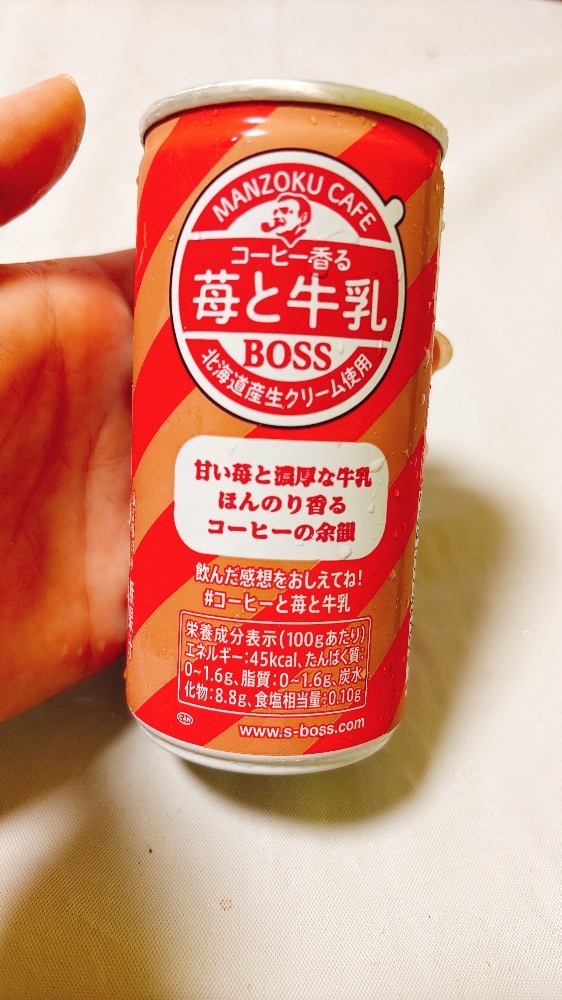 MANZOKU CAFE
コーヒー香る
苺と牛乳
BOSS
北海道産生クリーム使用
甘い苺と濃厚な牛乳
ほんのり香る
コーヒーの余韻
飲んだ感想をおしえてね!
#コーヒーと苺と牛乳
栄養成分表示(100gあたり)
エネルギー:45kcal、たんぱく質:
0~1.6g、脂質:0~1.6g、炭水
化物:8.8g、食塩相当量:0.10g
www.s-boss.com